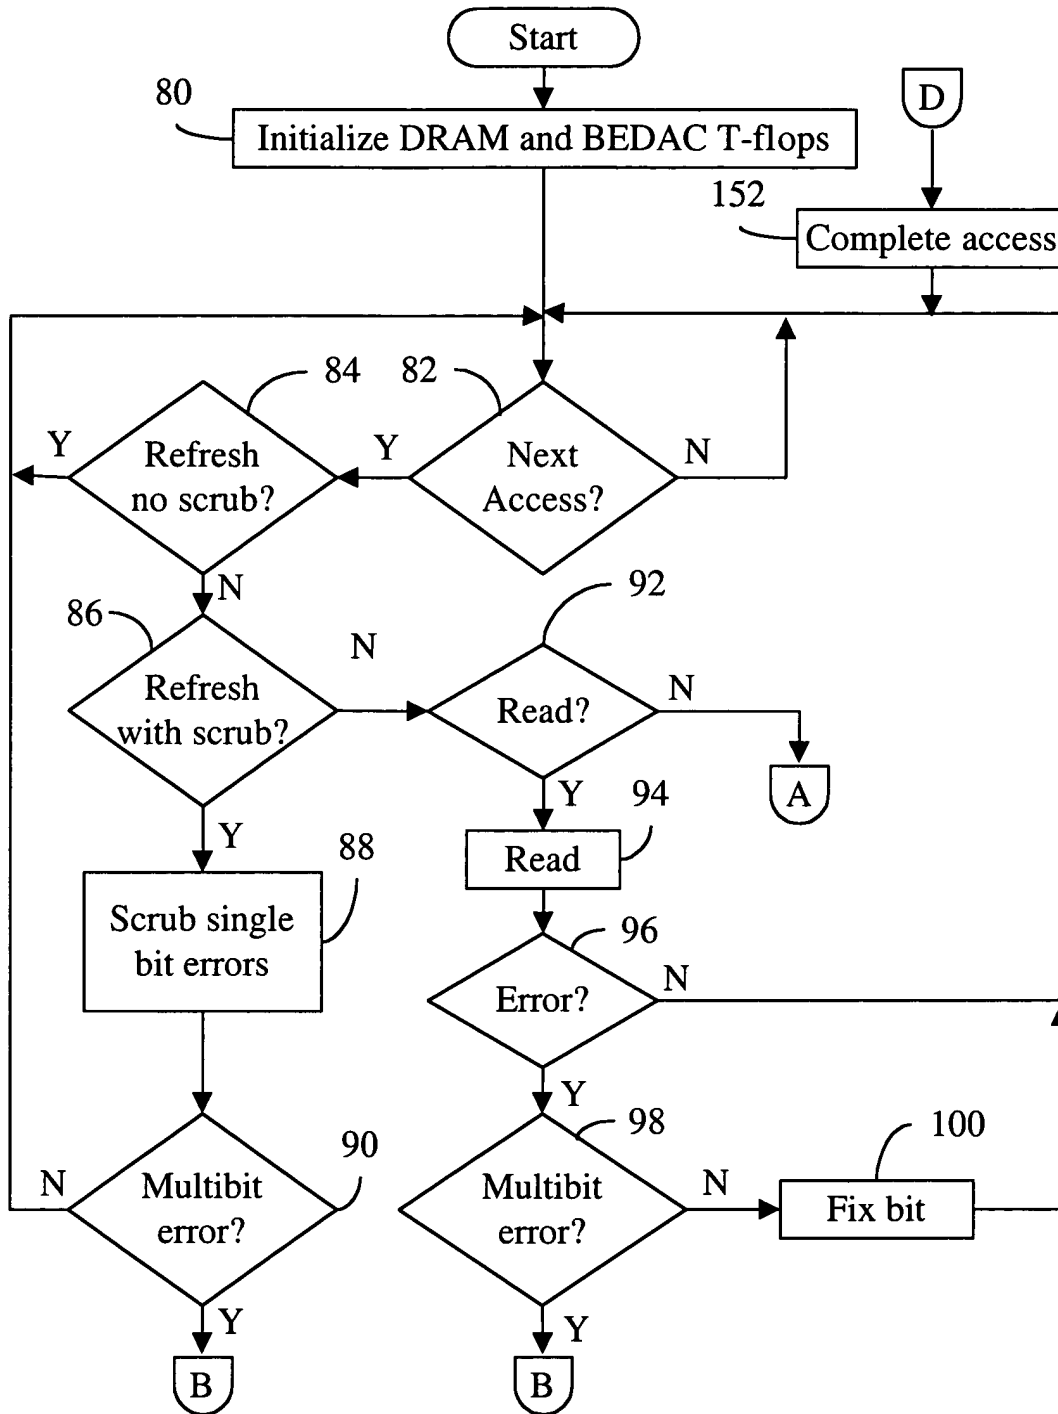 Start
80
Initialize DRAM and BEDAC T-flops
D
152
Complete access
84
82
Y
Refresh
no scrub?
Y
Next
Access?
N
N
86
N
92
Refresh
with scrub?
Read?
N
A
Y
Y
94
88
Read
Scrub single
bit errors
96
Error?
N
Y
98
100
90
N
Multibit
error?
Multibit
error?
N
Fix bit
Y
Y
B
B